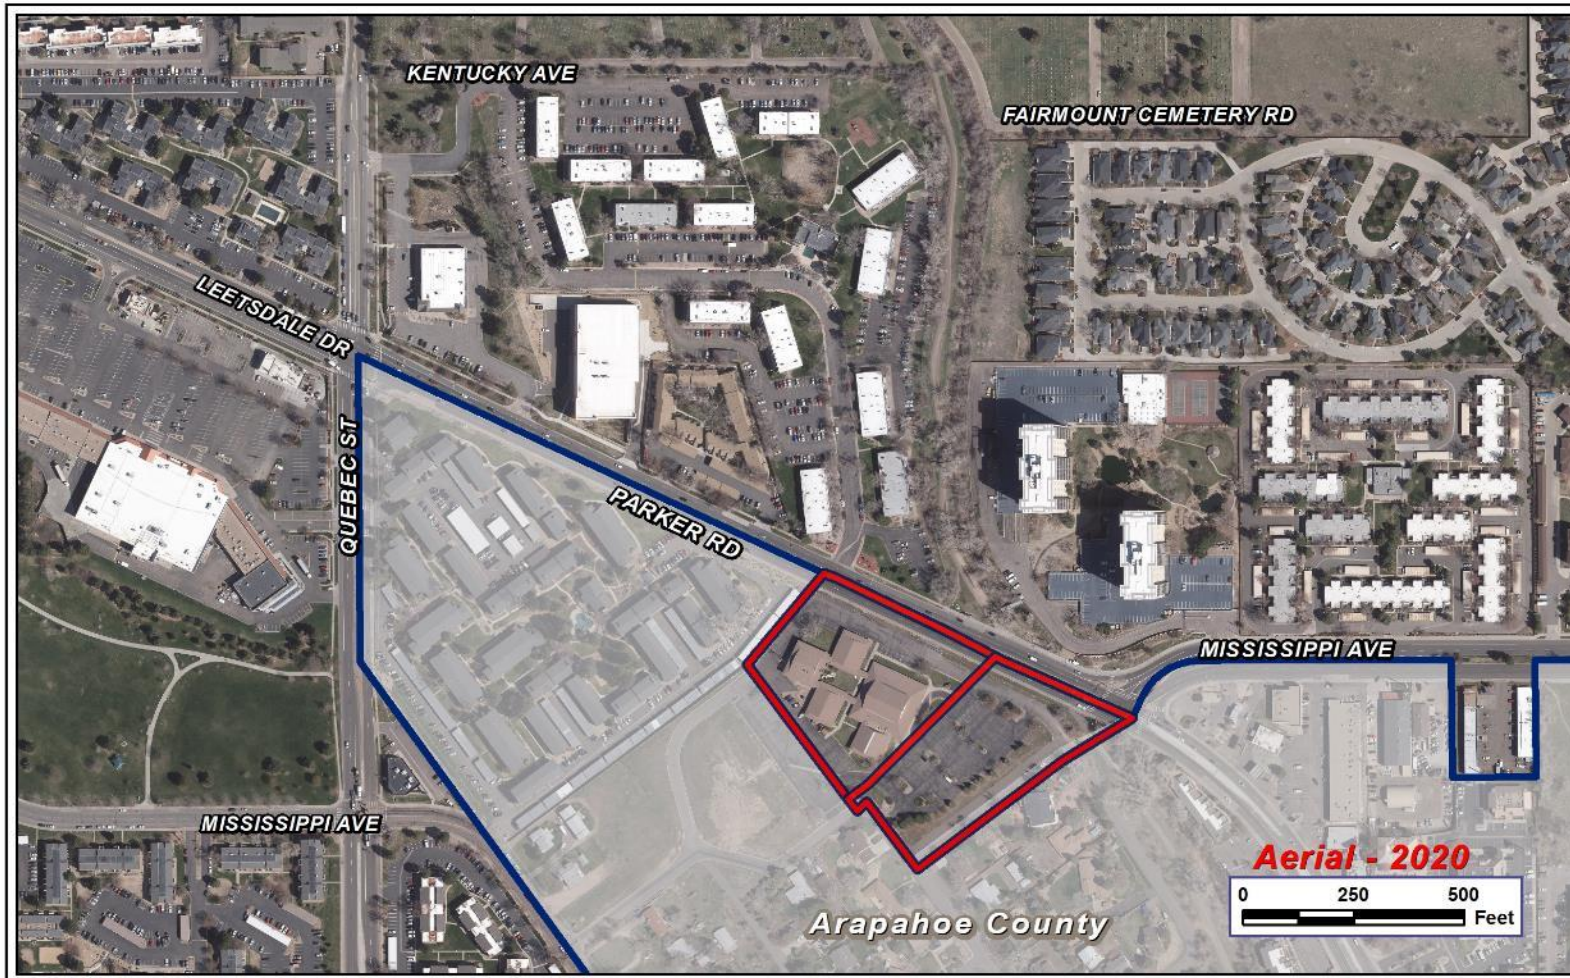 KENTUCKY AVE
FAIRMOUNT CEMETERY RD
LEETSDALE DR
QUEBEC ST
PARKER RD
MISSISSIPPI AVE
MISSISSIPPI AVE
Aerial - 2020
0 250 500
Feet
Arapahoe County